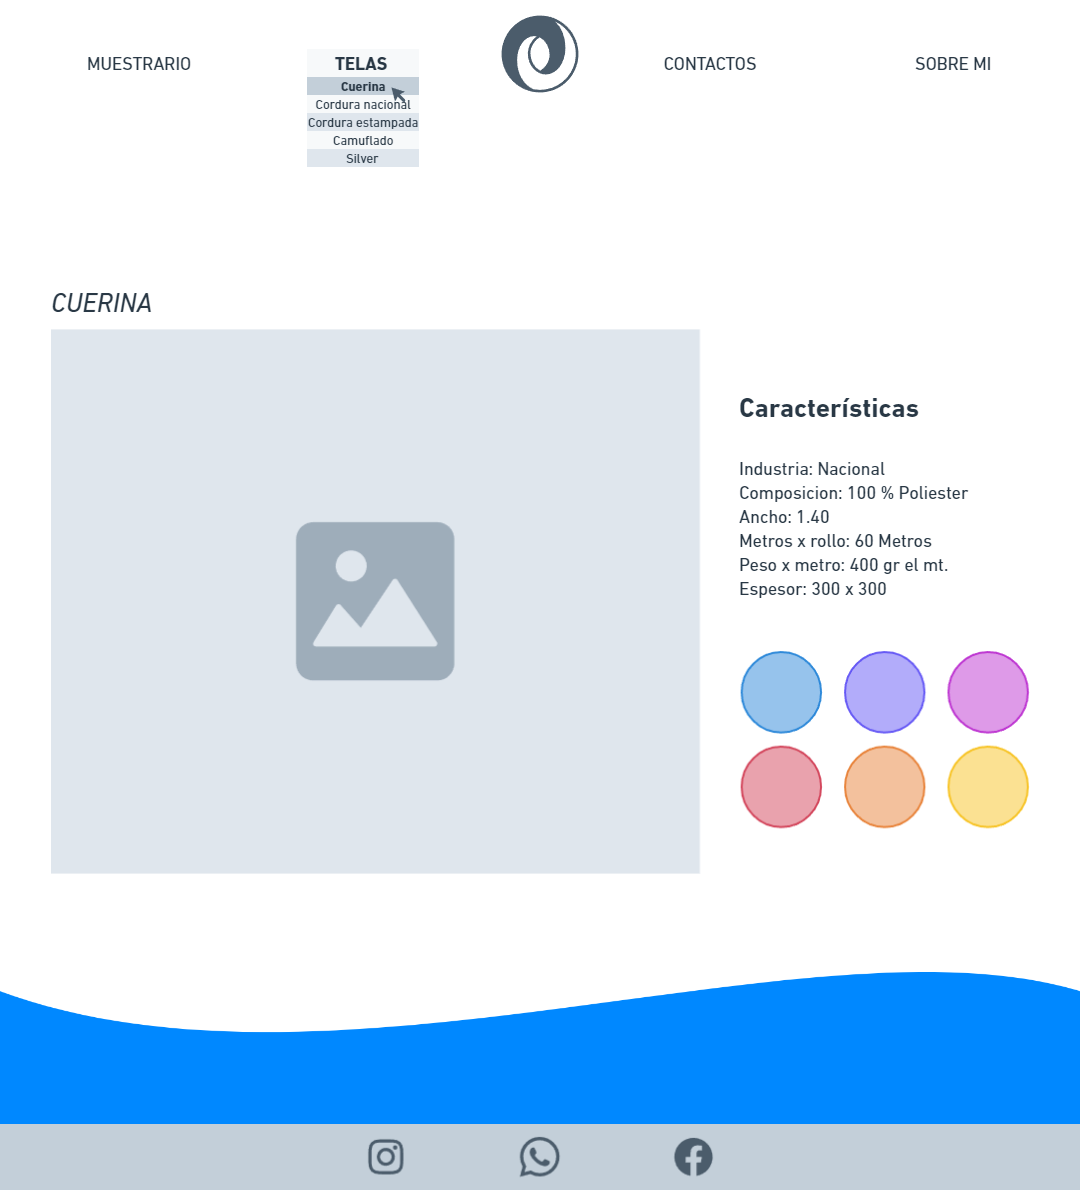 MUESTRARIO
TELAS
CONTACTOS
SOBRE MI
Cuerina
Cordura nacional
Cordura estampada
Camuflado
Silver
CUERINA
Características
Industria: Nacional
Composicion: 100 % Poliester
Ancho: 1.40
Metros x rollo: 60 Metros
Peso x metro: 400 gr el mt.
Espesor: 300 x 300